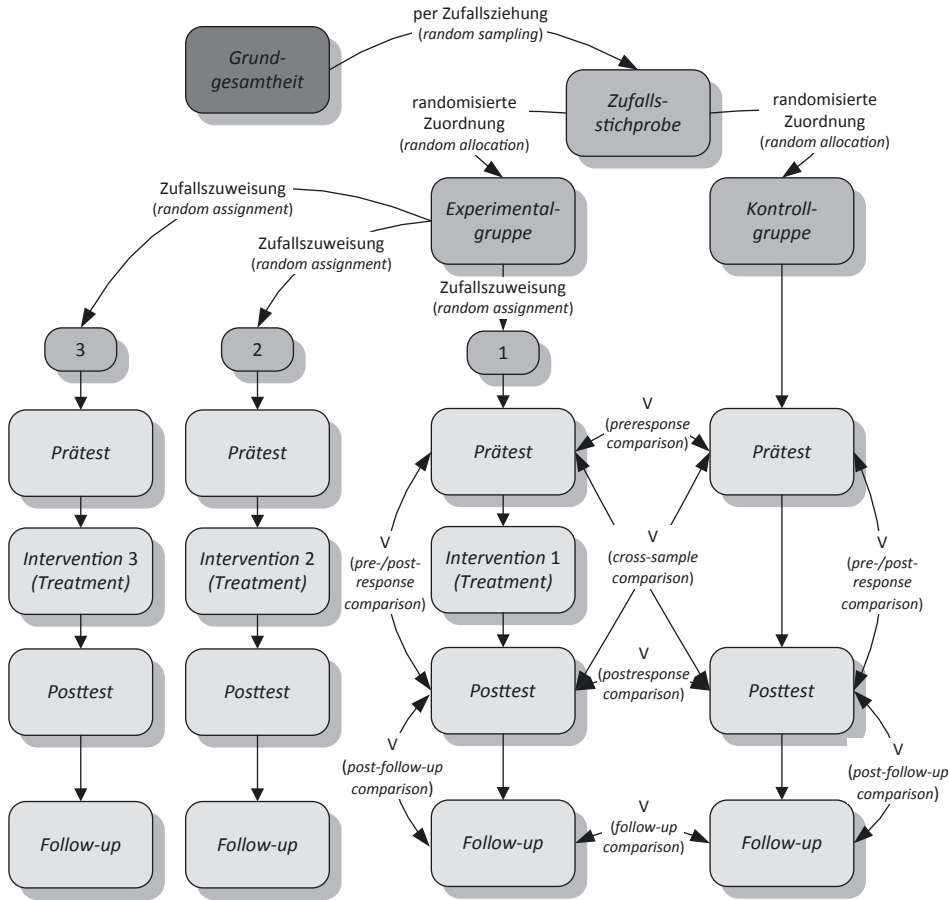 per Zufallsziehung
(random sampling)
Grund-
gesamtheit
Zufalls-
stichprobe
randomisierte
Zuordnung
(random allocation)
randomisierte
Zuordnung
(random allocation)
Zufallszuweisung
(random assignment)
Experimental-
gruppe
Kontroll-
gruppe
Zufallszuweisung
(random assignment)
Zufallszuweisung
(random assignment)
3
2
1
Prätest
Prätest
Prätest
V
(preresponse
comparison)
Prätest
Intervention 3
(Treatment)
Intervention 2
(Treatment)
V
(pre-/post-
response
comparison)
Intervention 1
(Treatment)
V
(cross-sample
comparison)
V
(pre-/post-
response
comparison)
Posttest
Posttest
Posttest
V
(postresponse
comparison)
Posttest
V
(post-follow-up
comparison)
V
(post-follow-up
comparison)
Follow-up
Follow-up
Follow-up
V
(follow-up
comparison)
Follow-up